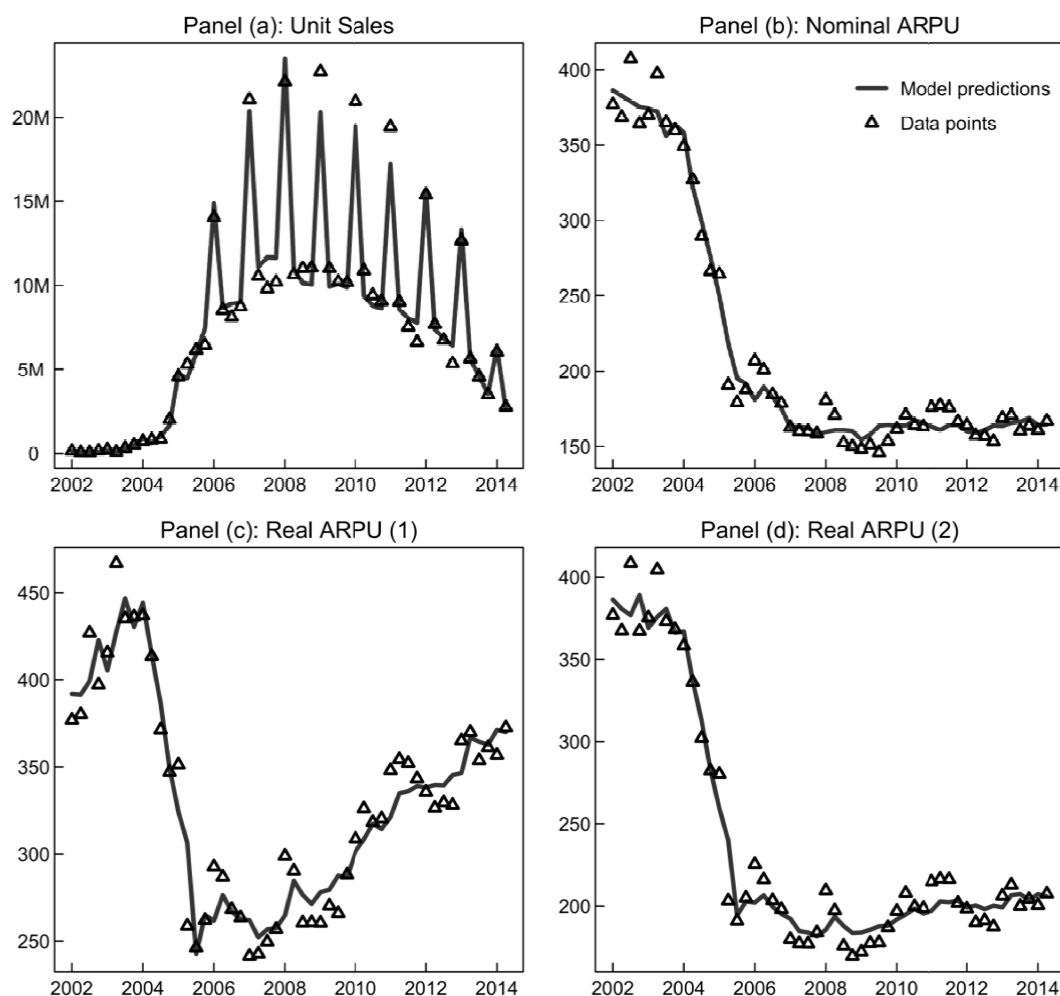 Panel (a): Unit Sales
20M
15M
10M
5M
0
2002 2004 2006 2008 2010 2012 2014
Panel (b): Nominal ARPU
Model predictions
Data points
400
350
300
250
200
150
2002 2004 2006 2008 2010 2012 2014
Panel (c): Real ARPU (1)
450
400
350
300
250
2002 2004 2006 2008 2010 2012 2014
Panel (d): Real ARPU (2)
400
350
300
250
200
2002 2004 2006 2008 2010 2012 2014